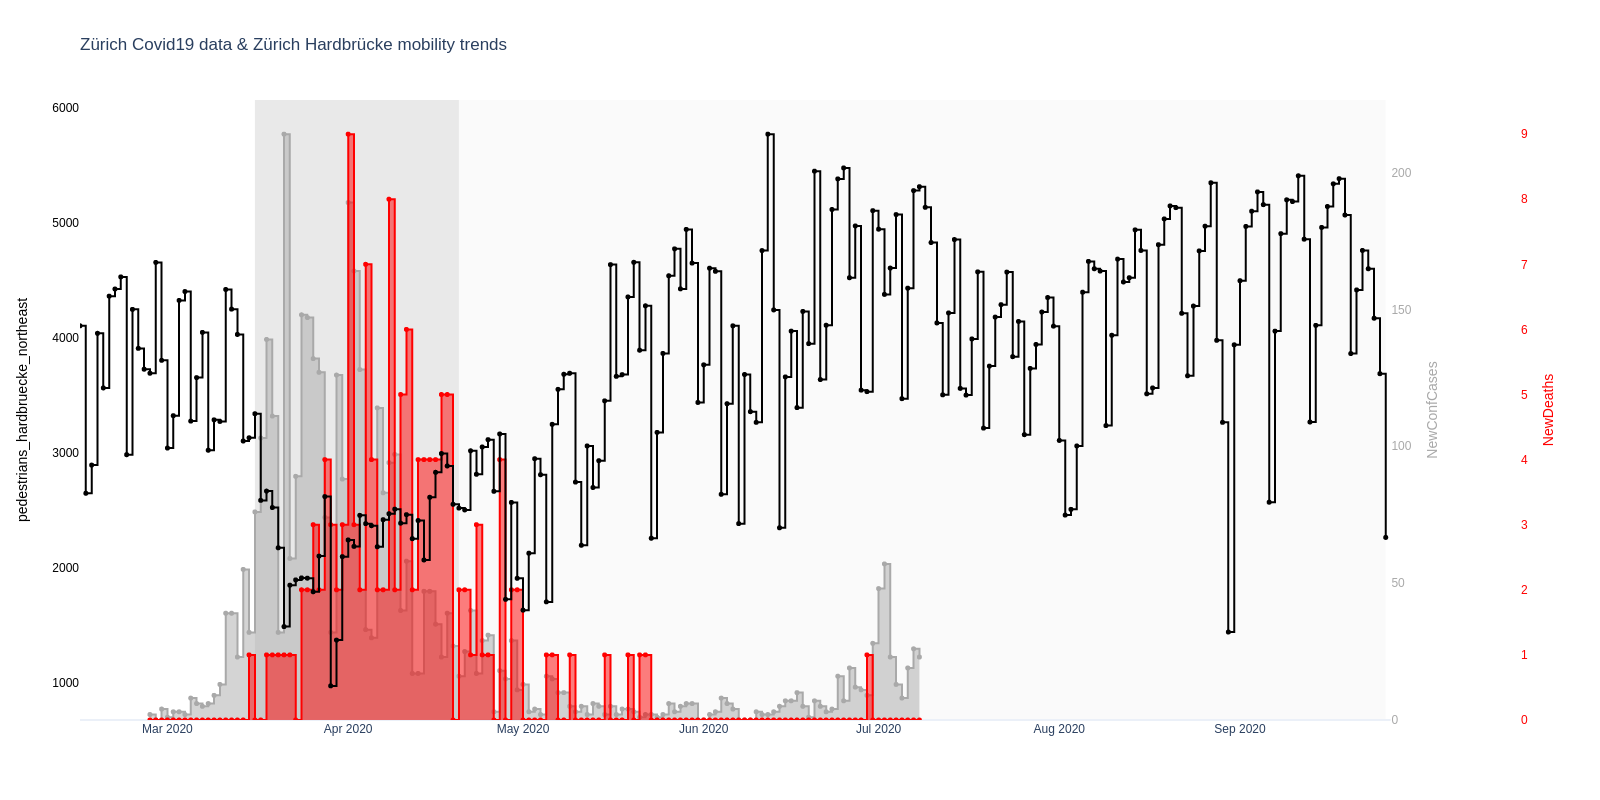 Zürich Covid19 data & Zürich Hardbrücke mobility trends
6000
5000
4000
3000
2000
1000
pedestrians_hardbruecke_northeast
Mar 2020
Apr 2020
May 2020
Jun 2020
Jul 2020
Aug 2020
Sep 2020
200
150
100
50
0
NewConfCases
9
8
7
6
5
4
3
2
1
0
NewDeaths